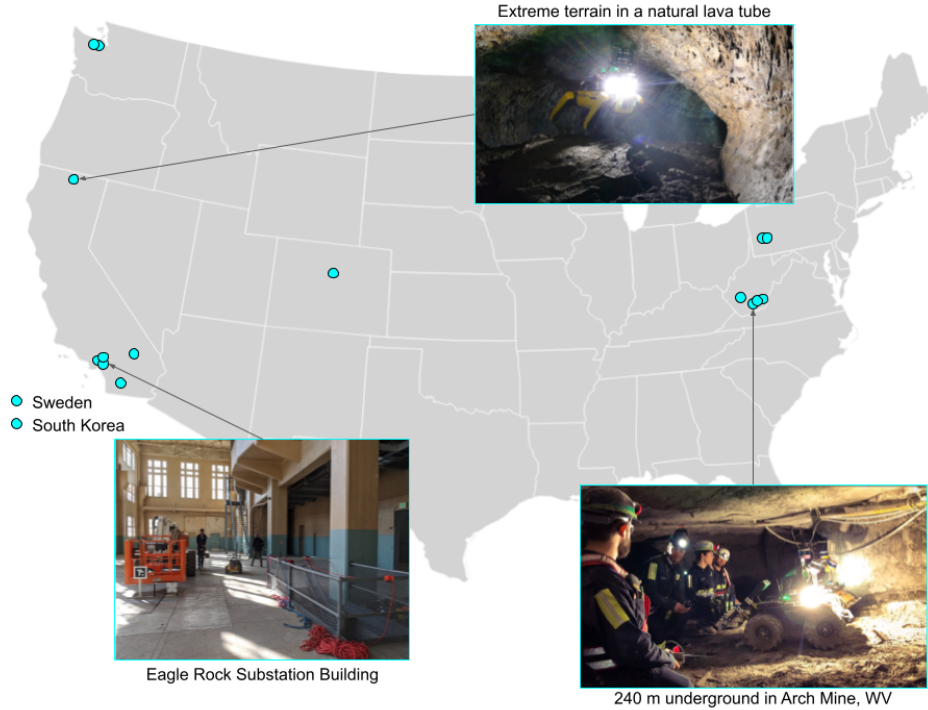 Extreme terrain in a natural lava tube
Sweden
South Korea
Eagle Rock Substation Building
240 m underground in Arch Mine, WV